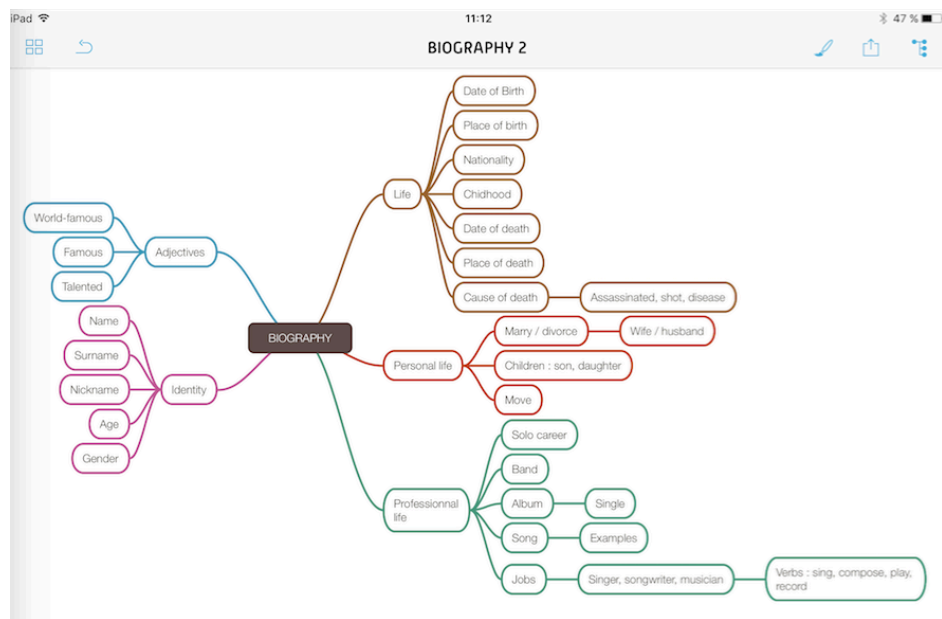 iPad
11:12
47 %
BIOGRAPHY 2
Date of Birth
Place of birth
Nationality
Life
Chidhood
World-famous
Date of death
Famous
Adjectives
Place of death
Talented
Cause of death
Assassinated, shot, disease
Name
BIOGRAPHY
Marry / divorce
Wife / husband
Surname
Personal life
Children : son, daughter
Nickname
Identity
Move
Age
Solo career
Gender
Band
Professionnal
life
Album
Single
Song
Examples
Jobs
Singer, songwriter, musician
Verbs : sing, compose, play,
record